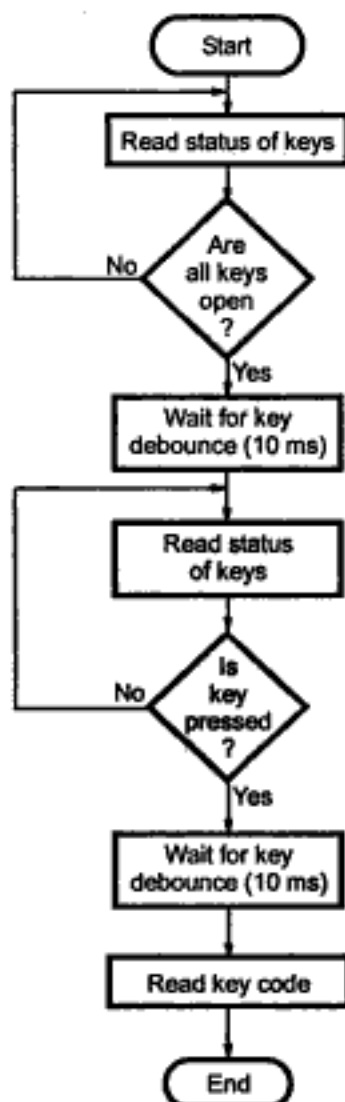 Start
Read status of keys
Are
all keys
open
?
No
Yes
Wait for key
debounce (10 ms)
Read status
of keys
Is
key
pressed
?
No
Yes
Wait for key
debounce (10 ms)
Read key code
End